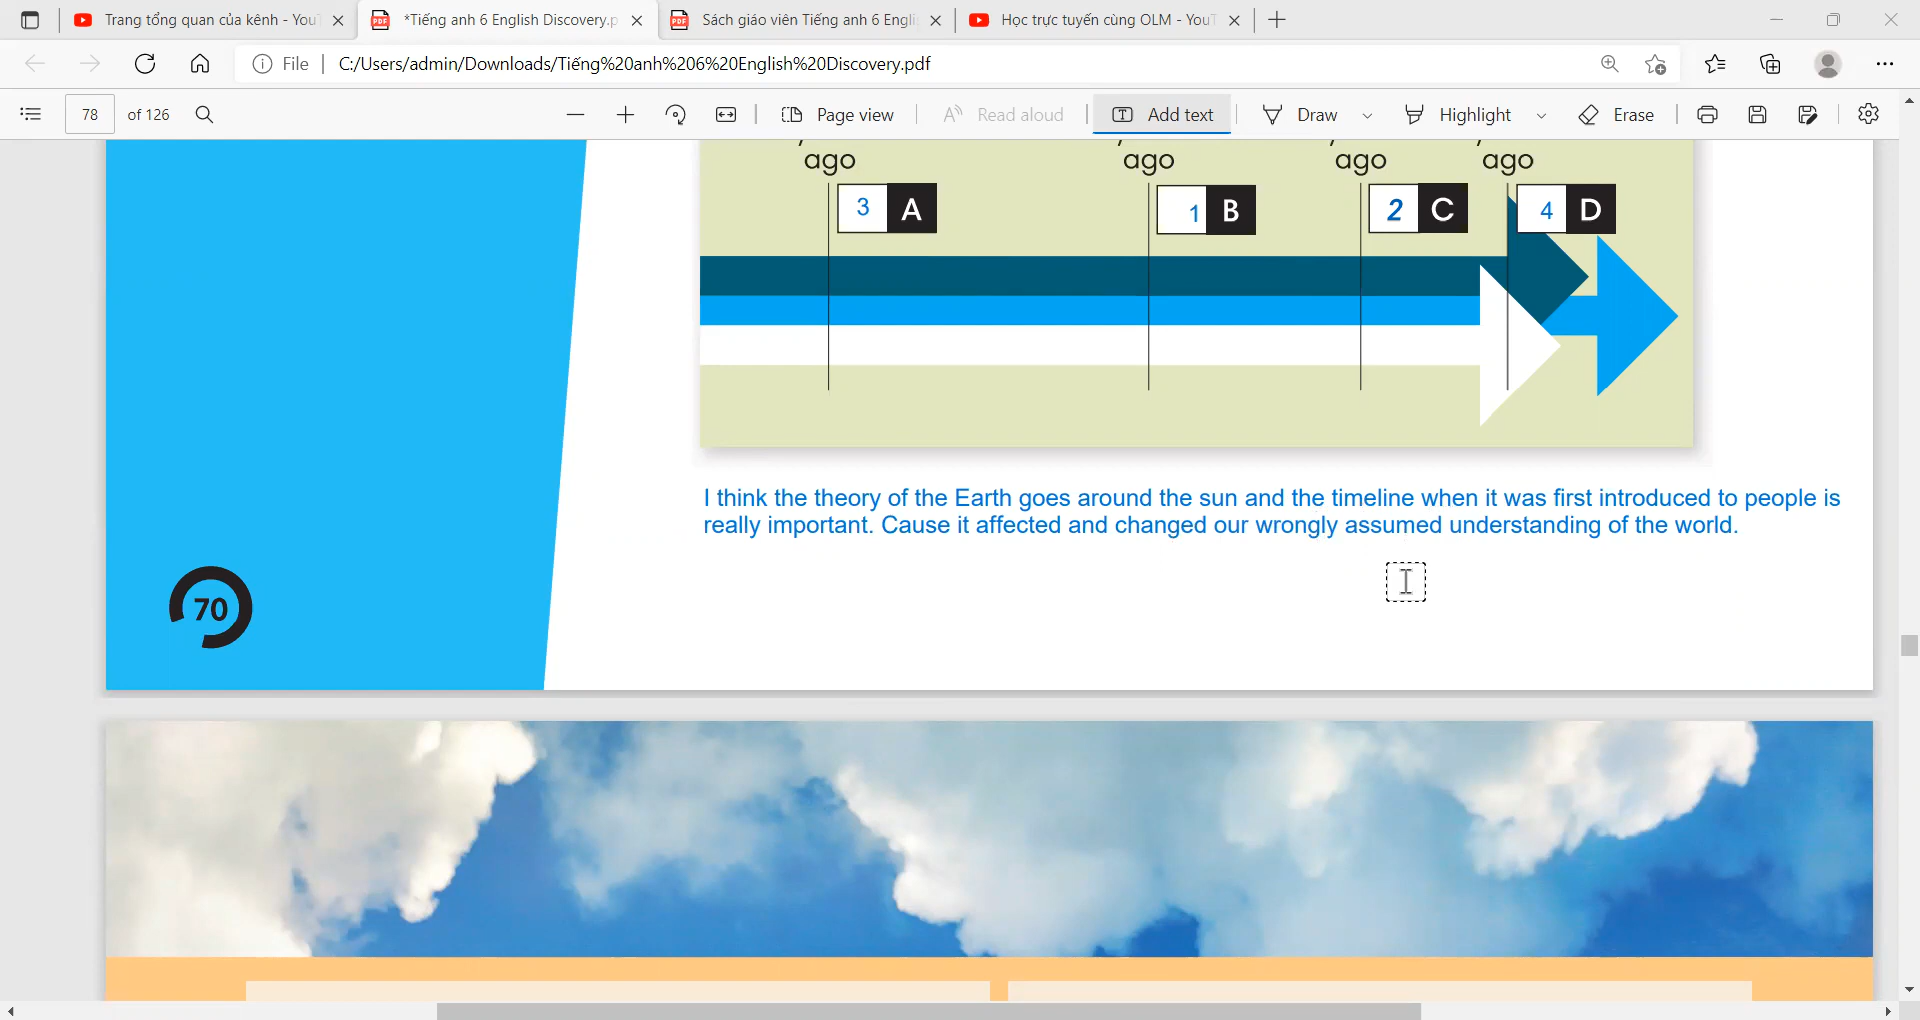 Trang tổng quan của kênh - You
*Tiếng anh 6 English Discovery.p
Sách giáo viên Tiếng anh 6 Engli
Học trực tuyến cùng OLM - YouT
File
C:/Users/admin/Downloads/Tiếng%20anh%206%20English%20Discovery.pdf
78 of 126
Page view
Read aloud
Add text
Draw
Highlight
Erase
ago ago ago ago
3 A 1 B 2 C 4 D
I think the theory of the Earth goes around the sun and the timeline when it was first introduced to people is
really important. Cause it affected and changed our wrongly assumed understanding of the world.
70